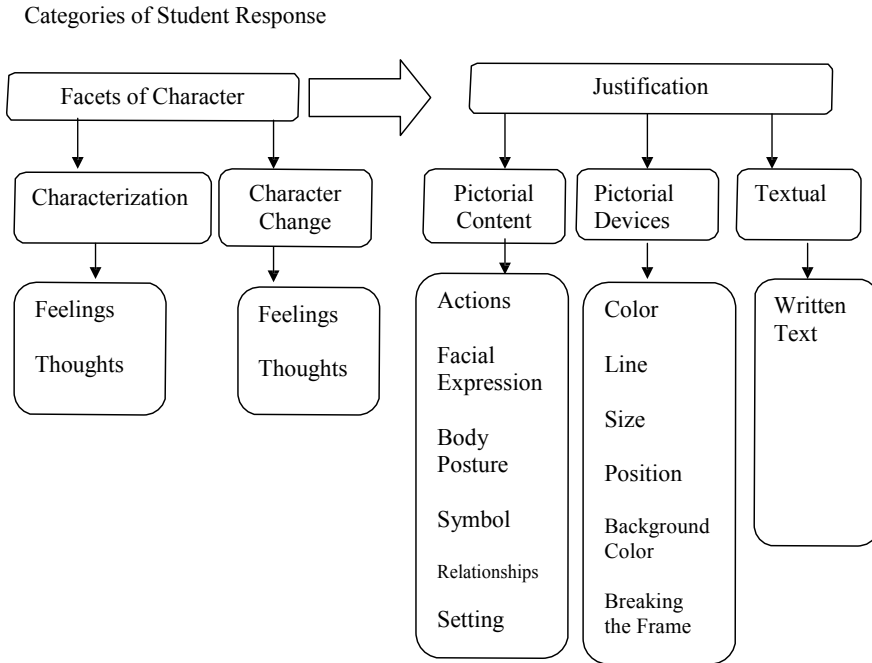 Categories of Student Response
Facets of Character
Justification
Characterization
Character
Change
Pictorial
Content
Pictorial
Devices
Textual
Feelings
Thoughts
Feelings
Thoughts
Actions
Facial
Expression
Body
Posture
Symbol
Relationships
Setting
Color
Line
Size
Position
Background
Color
Breaking
the Frame
Written
Text